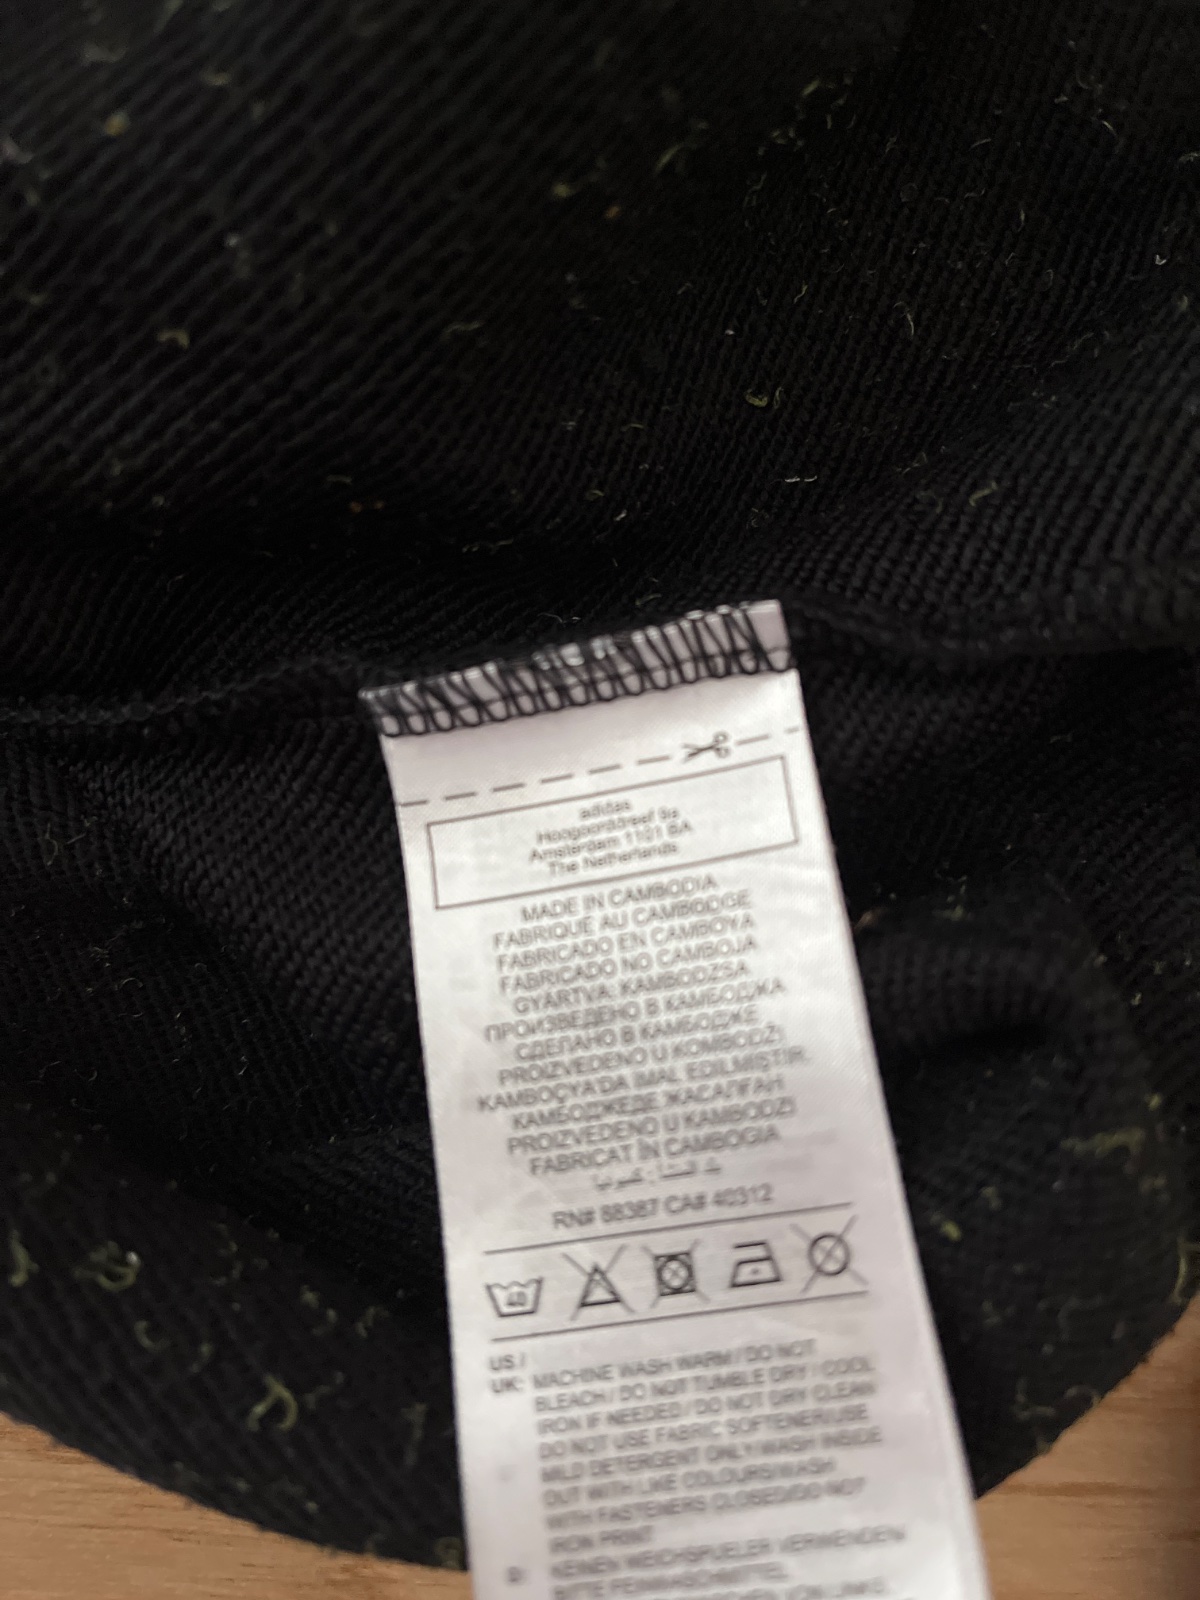 adidas
Hoogoorddreef 9a
Amsterdam 1101 BA
The Netherlands
MADE IN CAMBODIA
FABRIQUÉ AU CAMBODGE
FABRICADO EN CAMBOYA
FABRICADO NO CAMBOJA
GYÁRTVA: KAMBODZSA
ПРОИЗВЕДЕНО В КАМБОДЖА
СДЕЛАНО В КАМБОДЖЕ
PROIZVEDENO U KOMBODŽI
KAMBOÇYA'DA İMAL EDİLMİŞTİR
КАМБОДЖЕДЕ ЖАСАЛҒАН
PROIZVEDENO U KAMBODŽI
FABRICAT ÎN CAMBOGIA
RN# 88387 CA# 40312
40
US /
UK: MACHINE WASH WARM / DO NOT
BLEACH / DO NOT TUMBLE DRY / COOL
IRON IF NEEDED / DO NOT DRY CLEAN
DO NOT USE FABRIC SOFTENER/USE
MILD DETERGENT ONLY/WASH INSIDE
OUT WITH LIKE COLOURS/WASH
WITH FASTENERS CLOSED/DO NOT
IRON PRINT
D: KEINEN WEICHSPUELER VERWENDEN/
BITTE FEINWASCHMITTEL